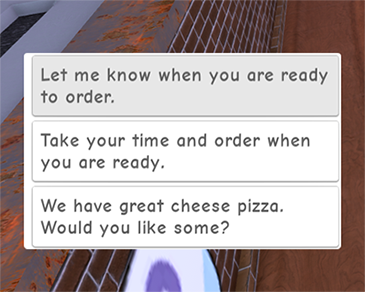 Let me know when you are ready
to order.
Take your time and order when
you are ready.
We have great cheese pizza.
Would you like some?